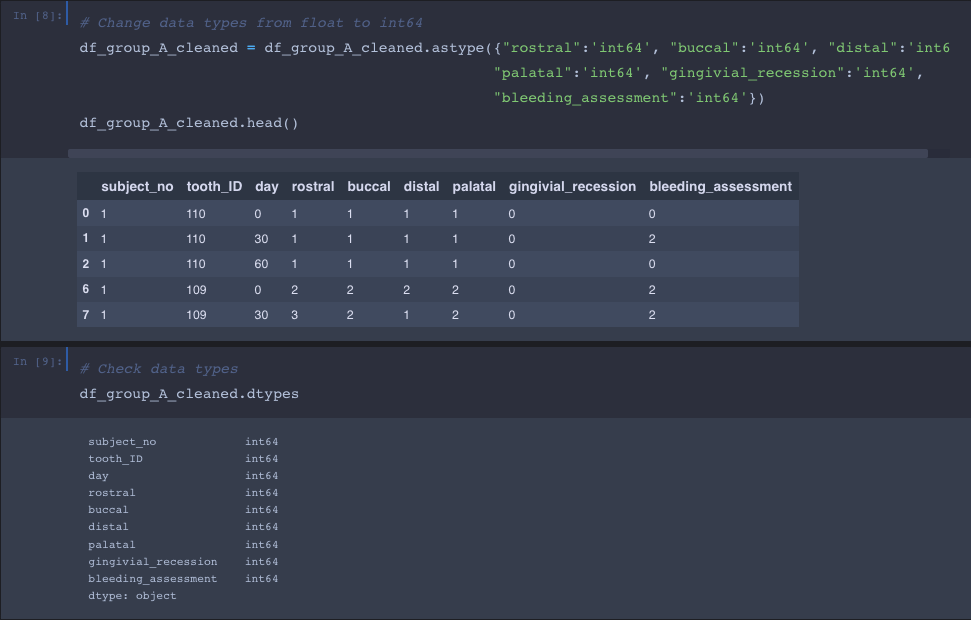 In [8]:
# Change data types from float to int64
df_group_A_cleaned = df_group_A_cleaned.astype({"rostral":'int64', "buccal":'int64', "distal":'int6
"palatal":'int64', "gingivial_recession":'int64',
"bleeding_assessment":'int64'})
df_group_A_cleaned.head()
subject_no tooth_ID day rostral buccal distal palatal gingivial_recession bleeding_assessment
0 1 110 0 1 1 1 1 0 0
1 1 110 30 1 1 1 1 0 2
2 1 110 60 1 1 1 1 0 0
6 1 109 0 2 2 2 2 0 2
7 1 109 30 3 2 1 2 0 2
In [9]:
# Check data types
df_group_A_cleaned.dtypes
subject_no int64
tooth_ID int64
day int64
rostral int64
buccal int64
distal int64
palatal int64
gingivial_recession int64
bleeding_assessment int64
dtype: object